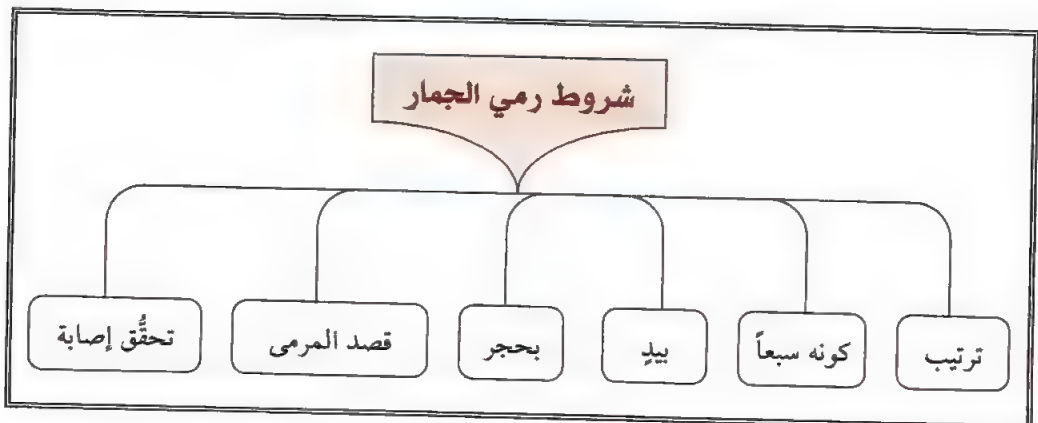 شروط رمي الجمار
ترتيب
كونه سبعاً
بيدٍ
بحجر
قصد المرمى
تحقُّق إصابة